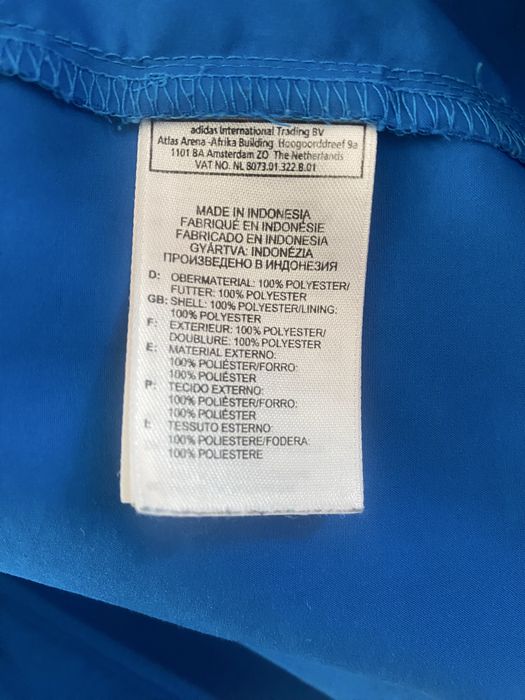 adidas International Trading BV
Atlas Arena -Afrika Building Hoogoorddreef 9a
1101 BA Amsterdam ZO The Netherlands
VAT NO. NL 8073.01.322.B.01
MADE IN INDONESIA
FABRIQUÉ EN INDONÉSIE
FABRICADO EN INDONESIA
GYÁRTVA: INDONÉZIA
ПРОИЗВЕДЕНО В ИНДОНЕЗИЯ
D: OBERMATERIAL: 100% POLYESTER/
FUTTER: 100% POLYESTER
GB: SHELL: 100% POLYESTER/LINING:
100% POLYESTER
F: EXTERIEUR: 100% POLYESTER/
DOUBLURE: 100% POLYESTER
E: MATERIAL EXTERNO:
100% POLIÉSTER/FORRO:
100% POLIÉSTER
P: TECIDO EXTERNO:
100% POLIÉSTER/FORRO:
100% POLIÉSTER
I: TESSUTO ESTERNO:
100% POLIESTERE/FODERA:
100% POLIESTERE